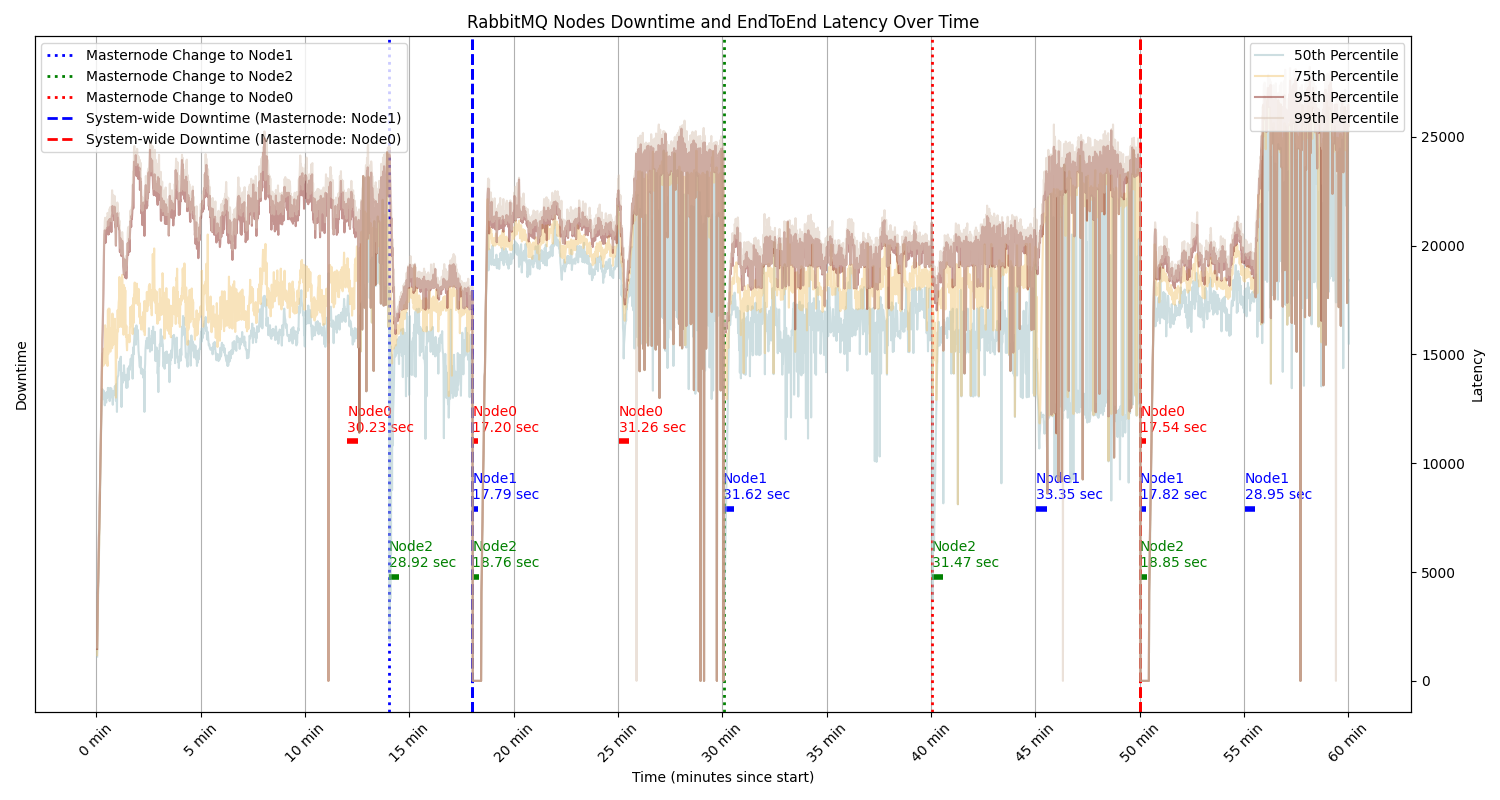 RabbitMQ Nodes Downtime and EndToEnd Latency Over Time
Masternode Change to Node1
Masternode Change to Node2
Masternode Change to Node0
System-wide Downtime (Masternode: Node1)
System-wide Downtime (Masternode: Node0)
50th Percentile
75th Percentile
95th Percentile
99th Percentile
Downtime
Latency
25000
20000
15000
10000
5000
0
Node0
30.23 sec
Node0
17.20 sec
Node0
31.26 sec
Node0
17.54 sec
Node1
17.79 sec
Node1
31.62 sec
Node1
33.35 sec
Node1
17.82 sec
Node1
28.95 sec
Node2
28.92 sec
Node2
18.76 sec
Node2
31.47 sec
Node2
18.85 sec
0 min
5 min
10 min
15 min
20 min
25 min
30 min
35 min
40 min
45 min
50 min
55 min
60 min
Time (minutes since start)